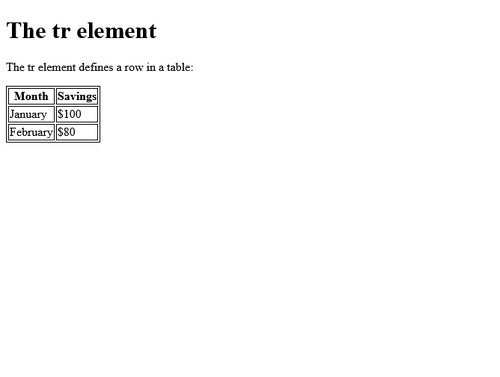 The tr element
The tr element defines a row in a table:
Month Savings
January $100
February $80